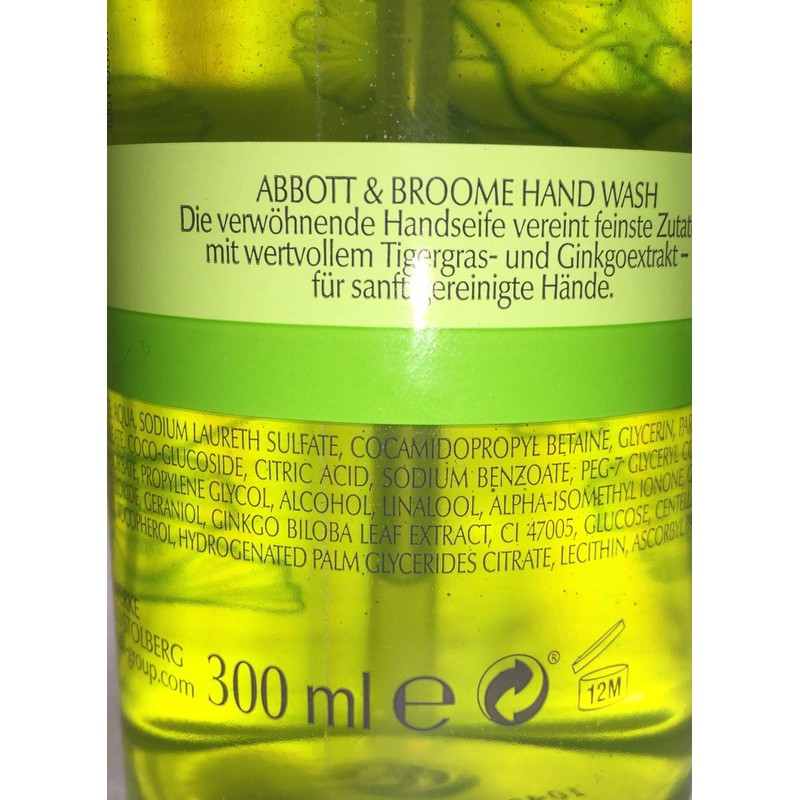 ABBOTT & BROOME HAND WASH
Die verwöhnende Handseife vereint feinste
mit wertvollem Tigergras- und Ginkgoextrakt –
für sanft gereinigte Hände.
AQUA, SODIUM LAURETH SULFATE, COCAMIDOPROPYL BETAINE, GLYCERIN,
COCO-GLUCOSIDE, CITRIC ACID, SODIUM BENZOATE, PEG-7 GLYCERYL
PROPYLENE GLYCOL, ALCOHOL, LINALOOL, ALPHA-ISOMETHYL IONONE,
GERANIOL, GINKGO BILOBA LEAF EXTRACT, CI 47005, GLUCOSE,
HYDROGENATED PALM GLYCERIDES CITRATE, LECITHIN, ASCORBYL
STOLBERG
-group.com
300 ml e
®
12M